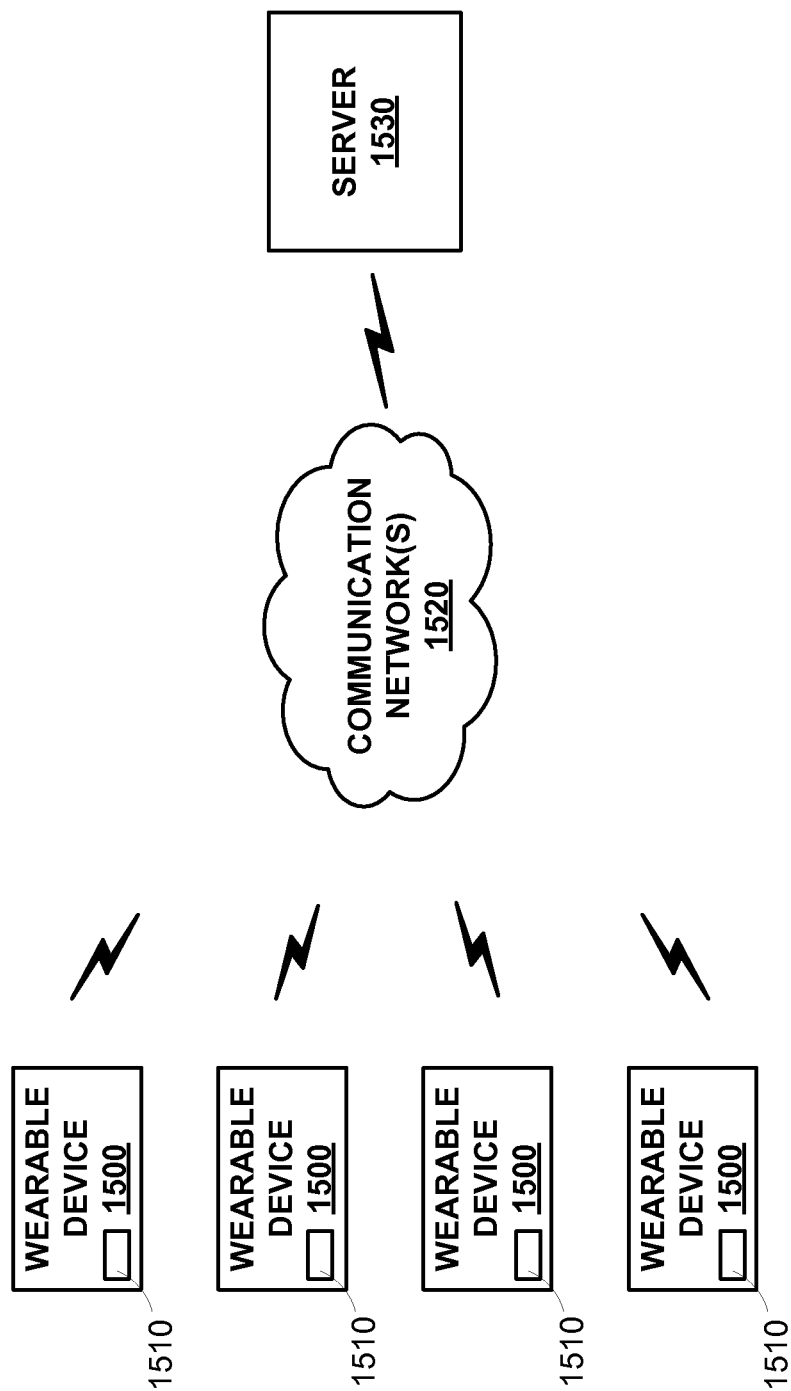 WEARABLE
DEVICE
1500
1510
WEARABLE
DEVICE
1500
1510
WEARABLE
DEVICE
1500
1510
WEARABLE
DEVICE
1500
1510
COMMUNICATION
NETWORK(S)
1520
SERVER
1530